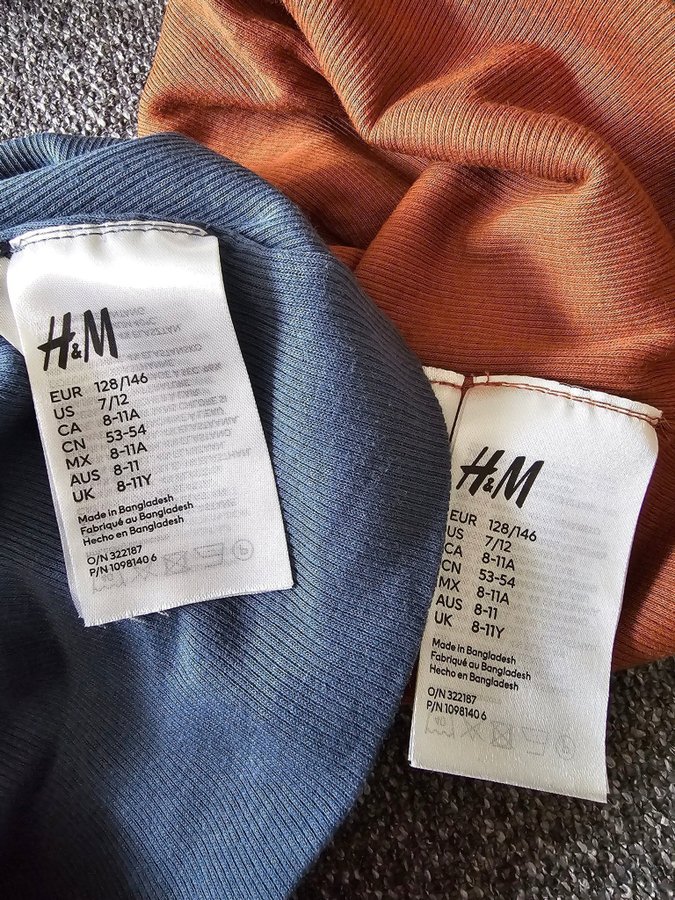 H&M
EUR 128/146
US 7/12
CA 8-11A
CN 53-54
MX 8-11A
AUS 8-11
UK 8-11Y
Made in Bangladesh
Fabriqué au Bangladesh
Hecho en Bangladesh
O/N 322187
P/N 1098140 6
H&M
EUR 128/146
US 7/12
CA 8-11A
CN 53-54
MX 8-11A
AUS 8-11
UK 8-11Y
Made in Bangladesh
Fabriqué au Bangladesh
Hecho en Bangladesh
O/N 322187
P/N 1098140 6